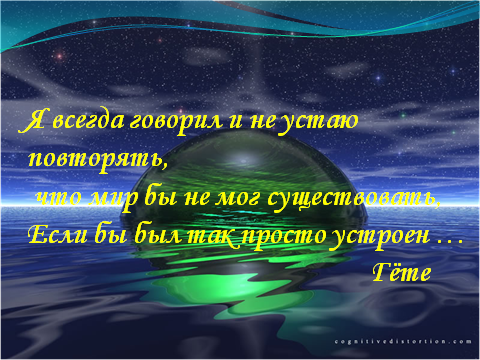 Я всегда говорил и не устаю
повторять,
что мир бы не мог существовать,
Если бы был так просто устроен …
Гёте
cognitivedistortion.com